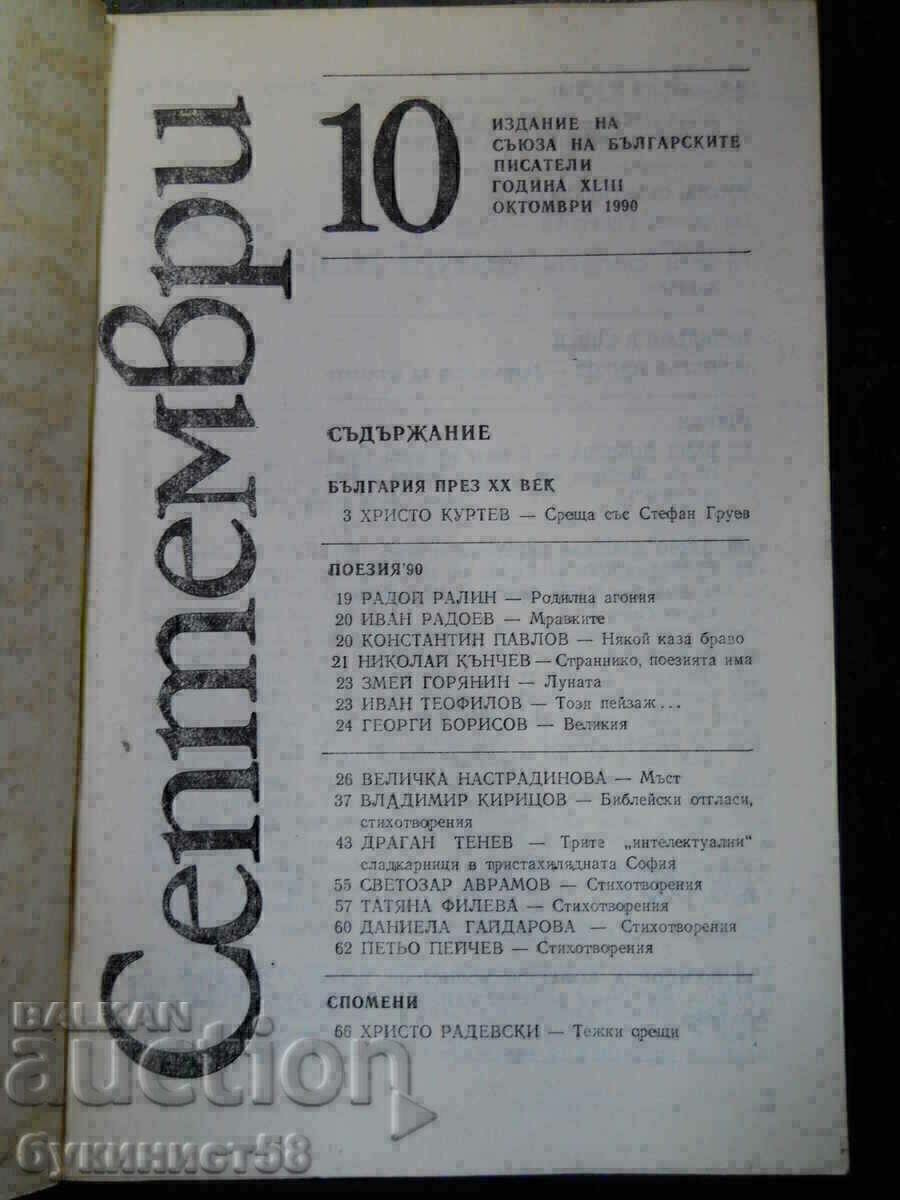 Септември
10
ИЗДАНИЕ НА
СЪЮЗА НА БЪЛГАРСКИТЕ
ПИСАТЕЛИ
ГОДИНА XLIII
ОКТОМВРИ 1990
СЪДЪРЖАНИЕ
БЪЛГАРИЯ ПРЕЗ XX ВЕК
3 ХРИСТО КУРТЕВ — Среща със Стефан Груев
ПОЕЗИЯ'90
19 РАДОЙ РАЛИН — Родилна агония
20 ИВАН РАДОЕВ — Мравките
20 КОНСТАНТИН ПАВЛОВ — Някой каза браво
21 НИКОЛАЙ КЪНЧЕВ — Страннико, поезията има
23 ЗМЕЙ ГОРЯНИН — Луната
23 ИВАН ТЕОФИЛОВ — Този пейзаж...
24 ГЕОРГИ БОРИСОВ — Великия
26 ВЕЛИЧКА НАСТРАДИНОВА — Мъст
37 ВЛАДИМИР КИРИЦОВ — Библейски отгласи,
стихотворения
43 ДРАГАН ТЕНЕВ — Трите „интелектуални“
сладкарници в тристахилядната София
55 СВЕТОЗАР АВРАМОВ — Стихотворения
57 ТАТЯНА ФИЛЕВА — Стихотворения
60 ДАНИЕЛА ГАЙДАРОВА — Стихотворения
62 ПЕТЬО ПЕЙЧЕВ — Стихотворения
СПОМЕНИ
66 ХРИСТО РАДЕВСКИ — Тежки срещи
BALKAN
auction
букинист58